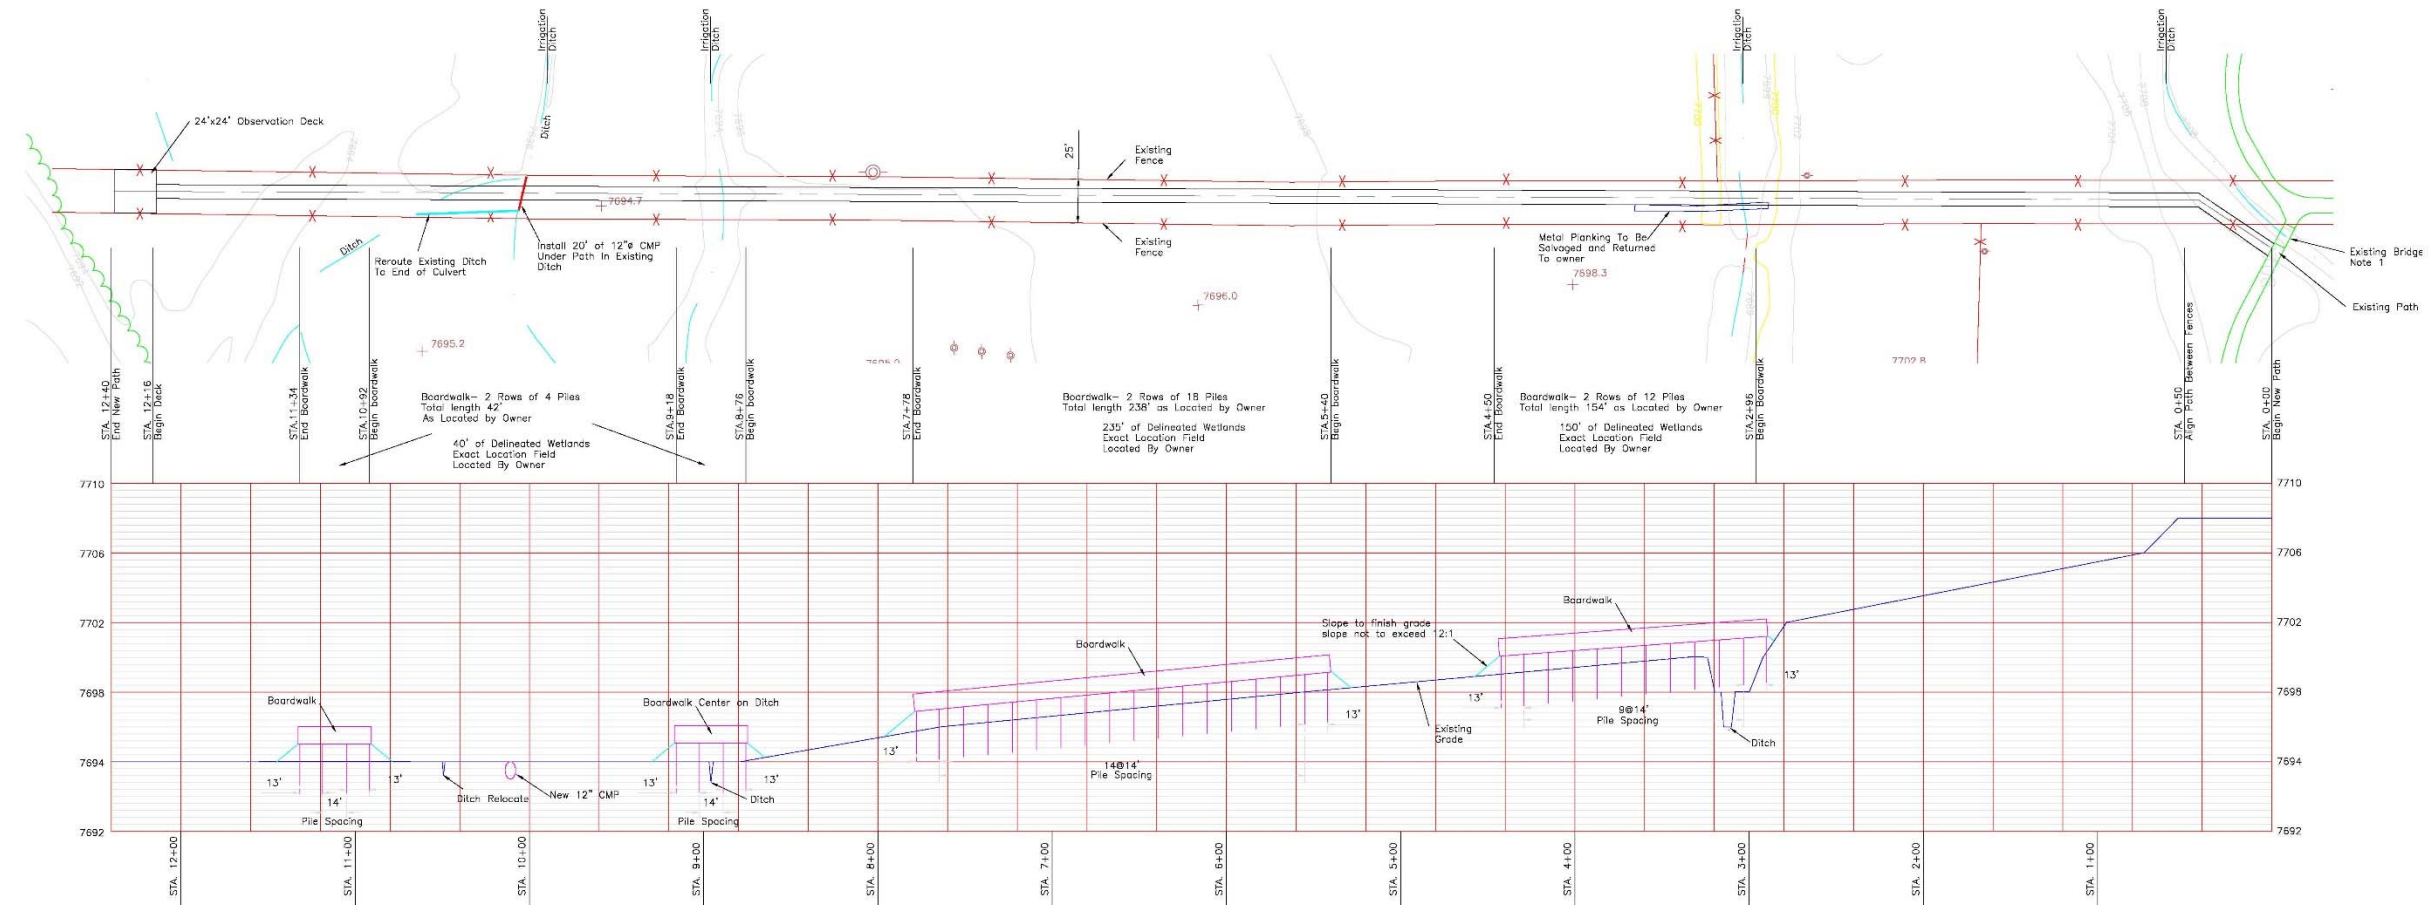 Irrigation
Ditch
Irrigation
Ditch
Irrigation
Ditch
Irrigation
Ditch
24'x24' Observation Deck
Ditch
7694.7
25'
Existing
Fence
Existing
Fence
Ditch
Reroute Existing Ditch
To End of Culvert
Install 20' of 12"ø CMP
Under Path In Existing
Ditch
Metal Planking To Be
Salvaged and Returned
To owner
Existing Bridge
Note 1
Existing Path
7698.3
7696.0
7695.2
7702.8
STA. 12+40
End New Path
STA. 12+16
Begin Deck
STA.11+34
End Boardwalk
STA.10+92
Begin boardwalk
Boardwalk- 2 Rows of 4 Piles
Total length 42'
As Located by Owner
40' of Delineated Wetlands
Exact Location Field
Located By Owner
STA.9+18
End Boardwalk
STA.8+76
Begin boardwalk
STA.7+78
End Boardwalk
Boardwalk- 2 Rows of 18 Piles
Total length 238' as Located by Owner
235' of Delineated Wetlands
Exact Location Field
Located By Owner
STA.5+40
Begin boardwalk
STA.4+50
End Boardwalk
Boardwalk- 2 Rows of 12 Piles
Total length 154' as Located by Owner
150' of Delineated Wetlands
Exact Location Field
Located By Owner
STA.2+96
Begin boardwalk
STA. 0+50
Align Path Between Fences
STA. 0+00
Begin New Path
7710
7710
7706
7706
7702
7702
7698
7698
7694
7694
7692
7692
Boardwalk
13'
14'
13'
Pile Spacing
Ditch Relocate
New 12" CMP
Boardwalk Center on Ditch
13'
14'
13'
Ditch
Pile Spacing
Boardwalk
13'
13'
14@14'
Pile Spacing
Slope to finish grade
slope not to exceed 12:1
Existing
Grade
Boardwalk
13'
13'
9@14'
Pile Spacing
Ditch
STA. 12+00
STA. 11+00
STA. 10+00
STA. 9+00
STA. 8+00
STA. 7+00
STA. 6+00
STA. 5+00
STA. 4+00
STA. 3+00
STA. 2+00
STA. 1+00